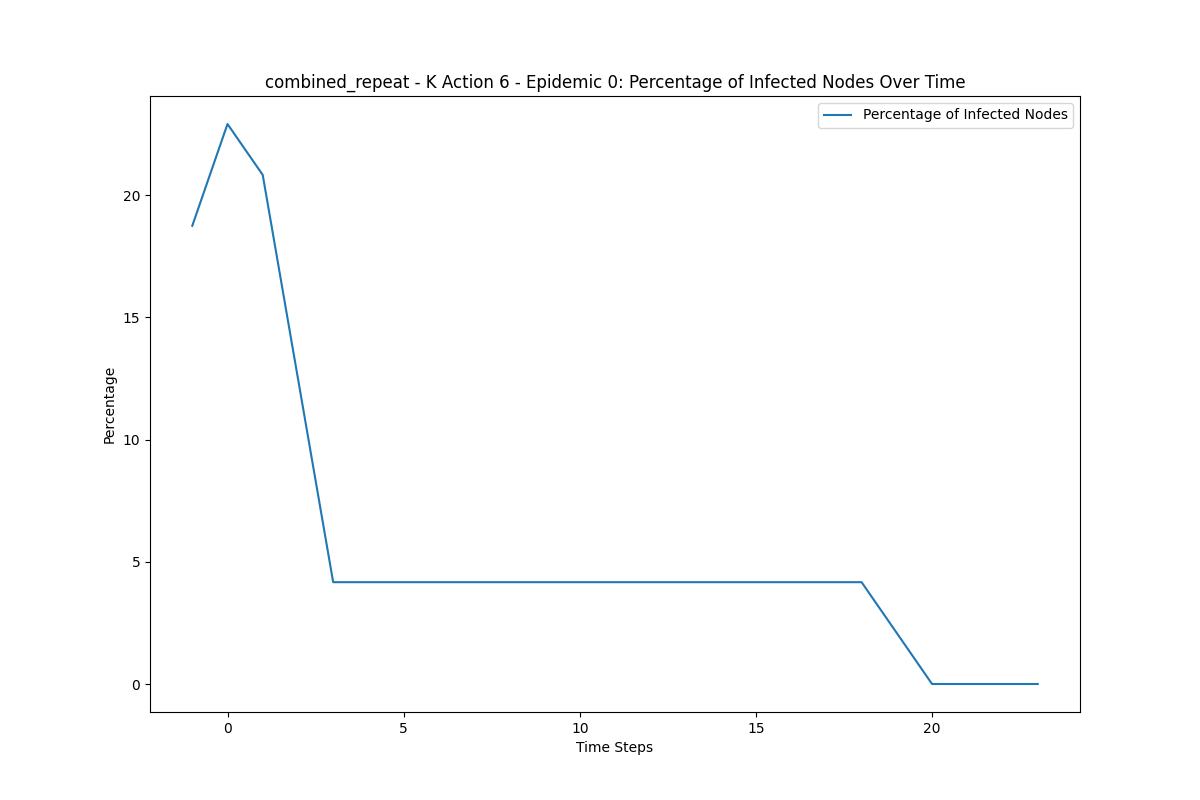 combined_repeat - K Action 6 - Epidemic 0: Percentage of Infected Nodes Over Time
Percentage of Infected Nodes
Percentage
20
15
10
5
0
0 5 10 15 20
Time Steps